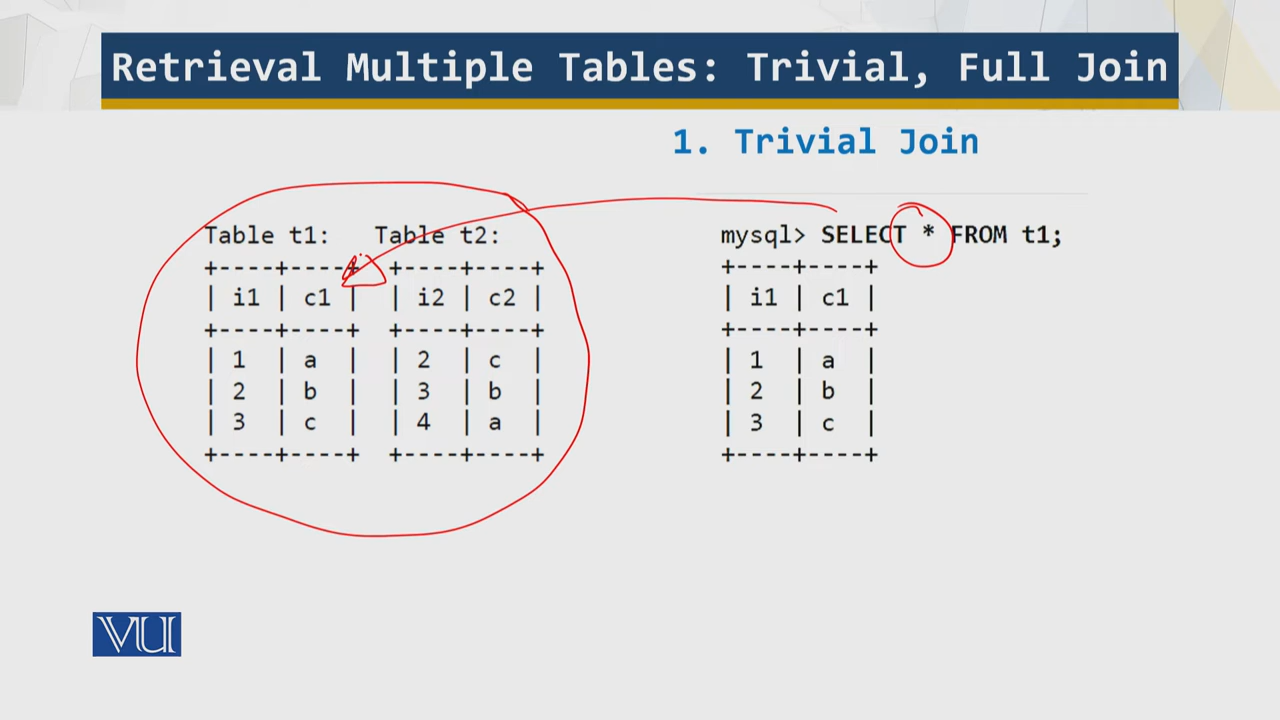 Retrieval Multiple Tables: Trivial, Full Join
1. Trivial Join
Table t1: Table t2:
+----+----+ +----+----+
| i1 | c1 | | i2 | c2 |
+----+----+ +----+----+
| 1 | a | | 2 | c |
| 2 | b | | 3 | b |
| 3 | c | | 4 | a |
+----+----+ +----+----+
mysql> SELECT * FROM t1;
+----+----+
| i1 | c1 |
+----+----+
| 1 | a |
| 2 | b |
| 3 | c |
+----+----+
VU